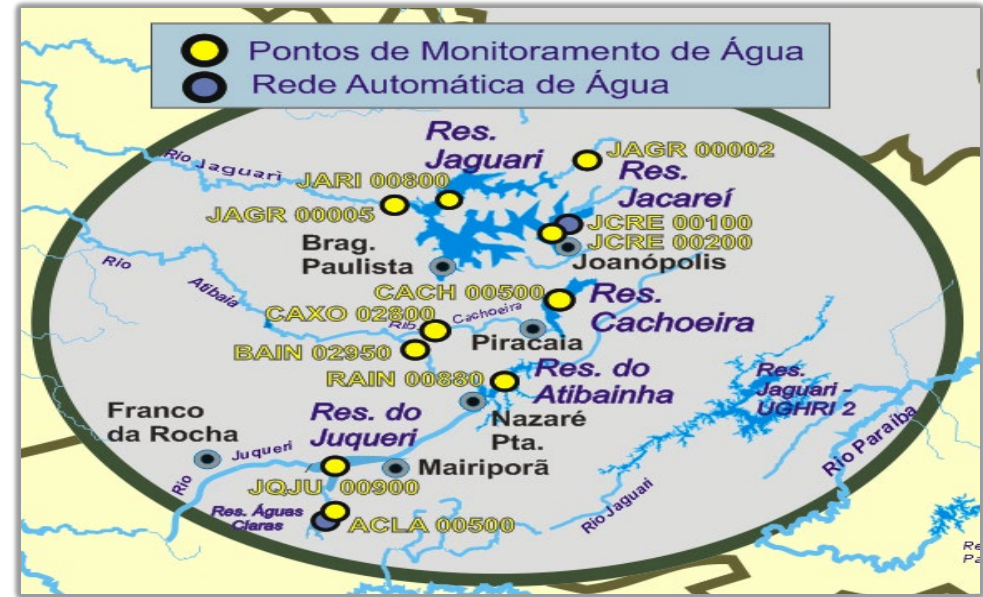 Pontos de Monitoramento de Água
Rede Automática de Água
Res.
Jaguari
Rio Jaguari
JAGR 00002
Res.
Jacareí
JARI 00800
JAGR 00005
JCRE 00100
JCRE 00200
Joanópolis
Brag.
Paulista
Rio
Atibaia
CACH 00500
Res.
Cachoeira
CAXO 02800
Rib.
Cachoeira
Piracaia
BAIN 02950
RAIN 00880
Res. do
Atibainha
Res.
Jaguari -
UGHRI 2
Franco
da Rocha
Res. do
Juqueri
Nazaré
Pta.
Rio Paraíba
Juqueri
Rio
Mairiporã
JQJU 00900
Res. Águas
Claras
ACLA 00500
Rio Jaguari
Re
Pa